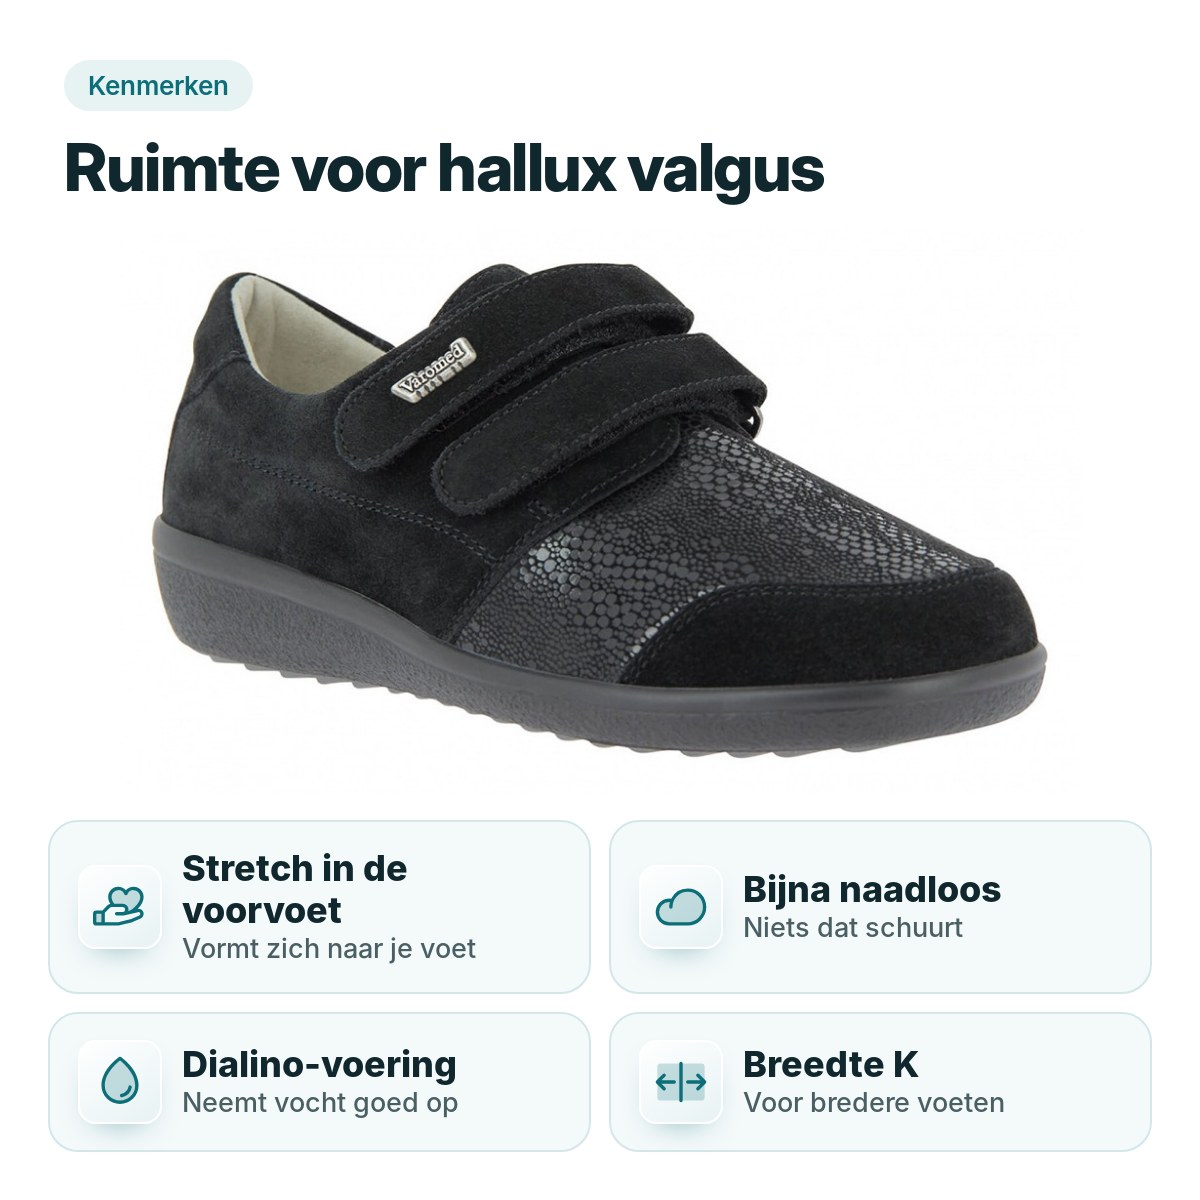 Kenmerken
Ruimte voor hallux valgus
Varomed
Stretch in de
voorvoet
Vormt zich naar je voet
Bijna naadloos
Niets dat schuurt
Dialino-voering
Neemt vocht goed op
Breedte K
Voor bredere voeten